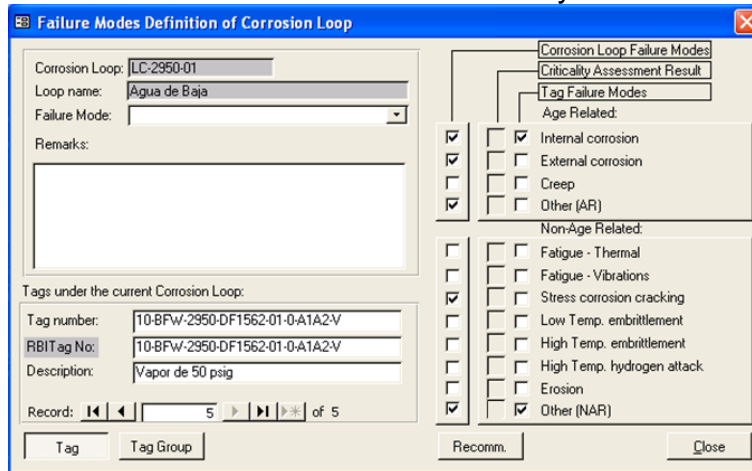 Failure Modes Definition of Corrosion Loop
Corrosion Loop: LC-2950-01
Loop name: Agua de Baja
Failure Mode:
Remarks:
Tags under the current Corrosion Loop:
Tag number: 10-BFW-2950-DF1562-01-0-A1A2-V
RBITag No: 10-BFW-2950-DF1562-01-0-A1A2-V
Description: Vapor de 50 psig
Record: 5 of 5
Tag Tag Group
Corrosion Loop Failure Modes
Criticality Assessment Result
Tag Failure Modes
Age Related:
Internal corrosion
External corrosion
Creep
Other (AR)
Non-Age Related:
Fatigue - Thermal
Fatigue - Vibrations
Stress corrosion cracking
Low Temp. embrittlement
High Temp. embrittlement
High Temp. hydrogen attack
Erosion
Other (NAR)
Recomm. Close